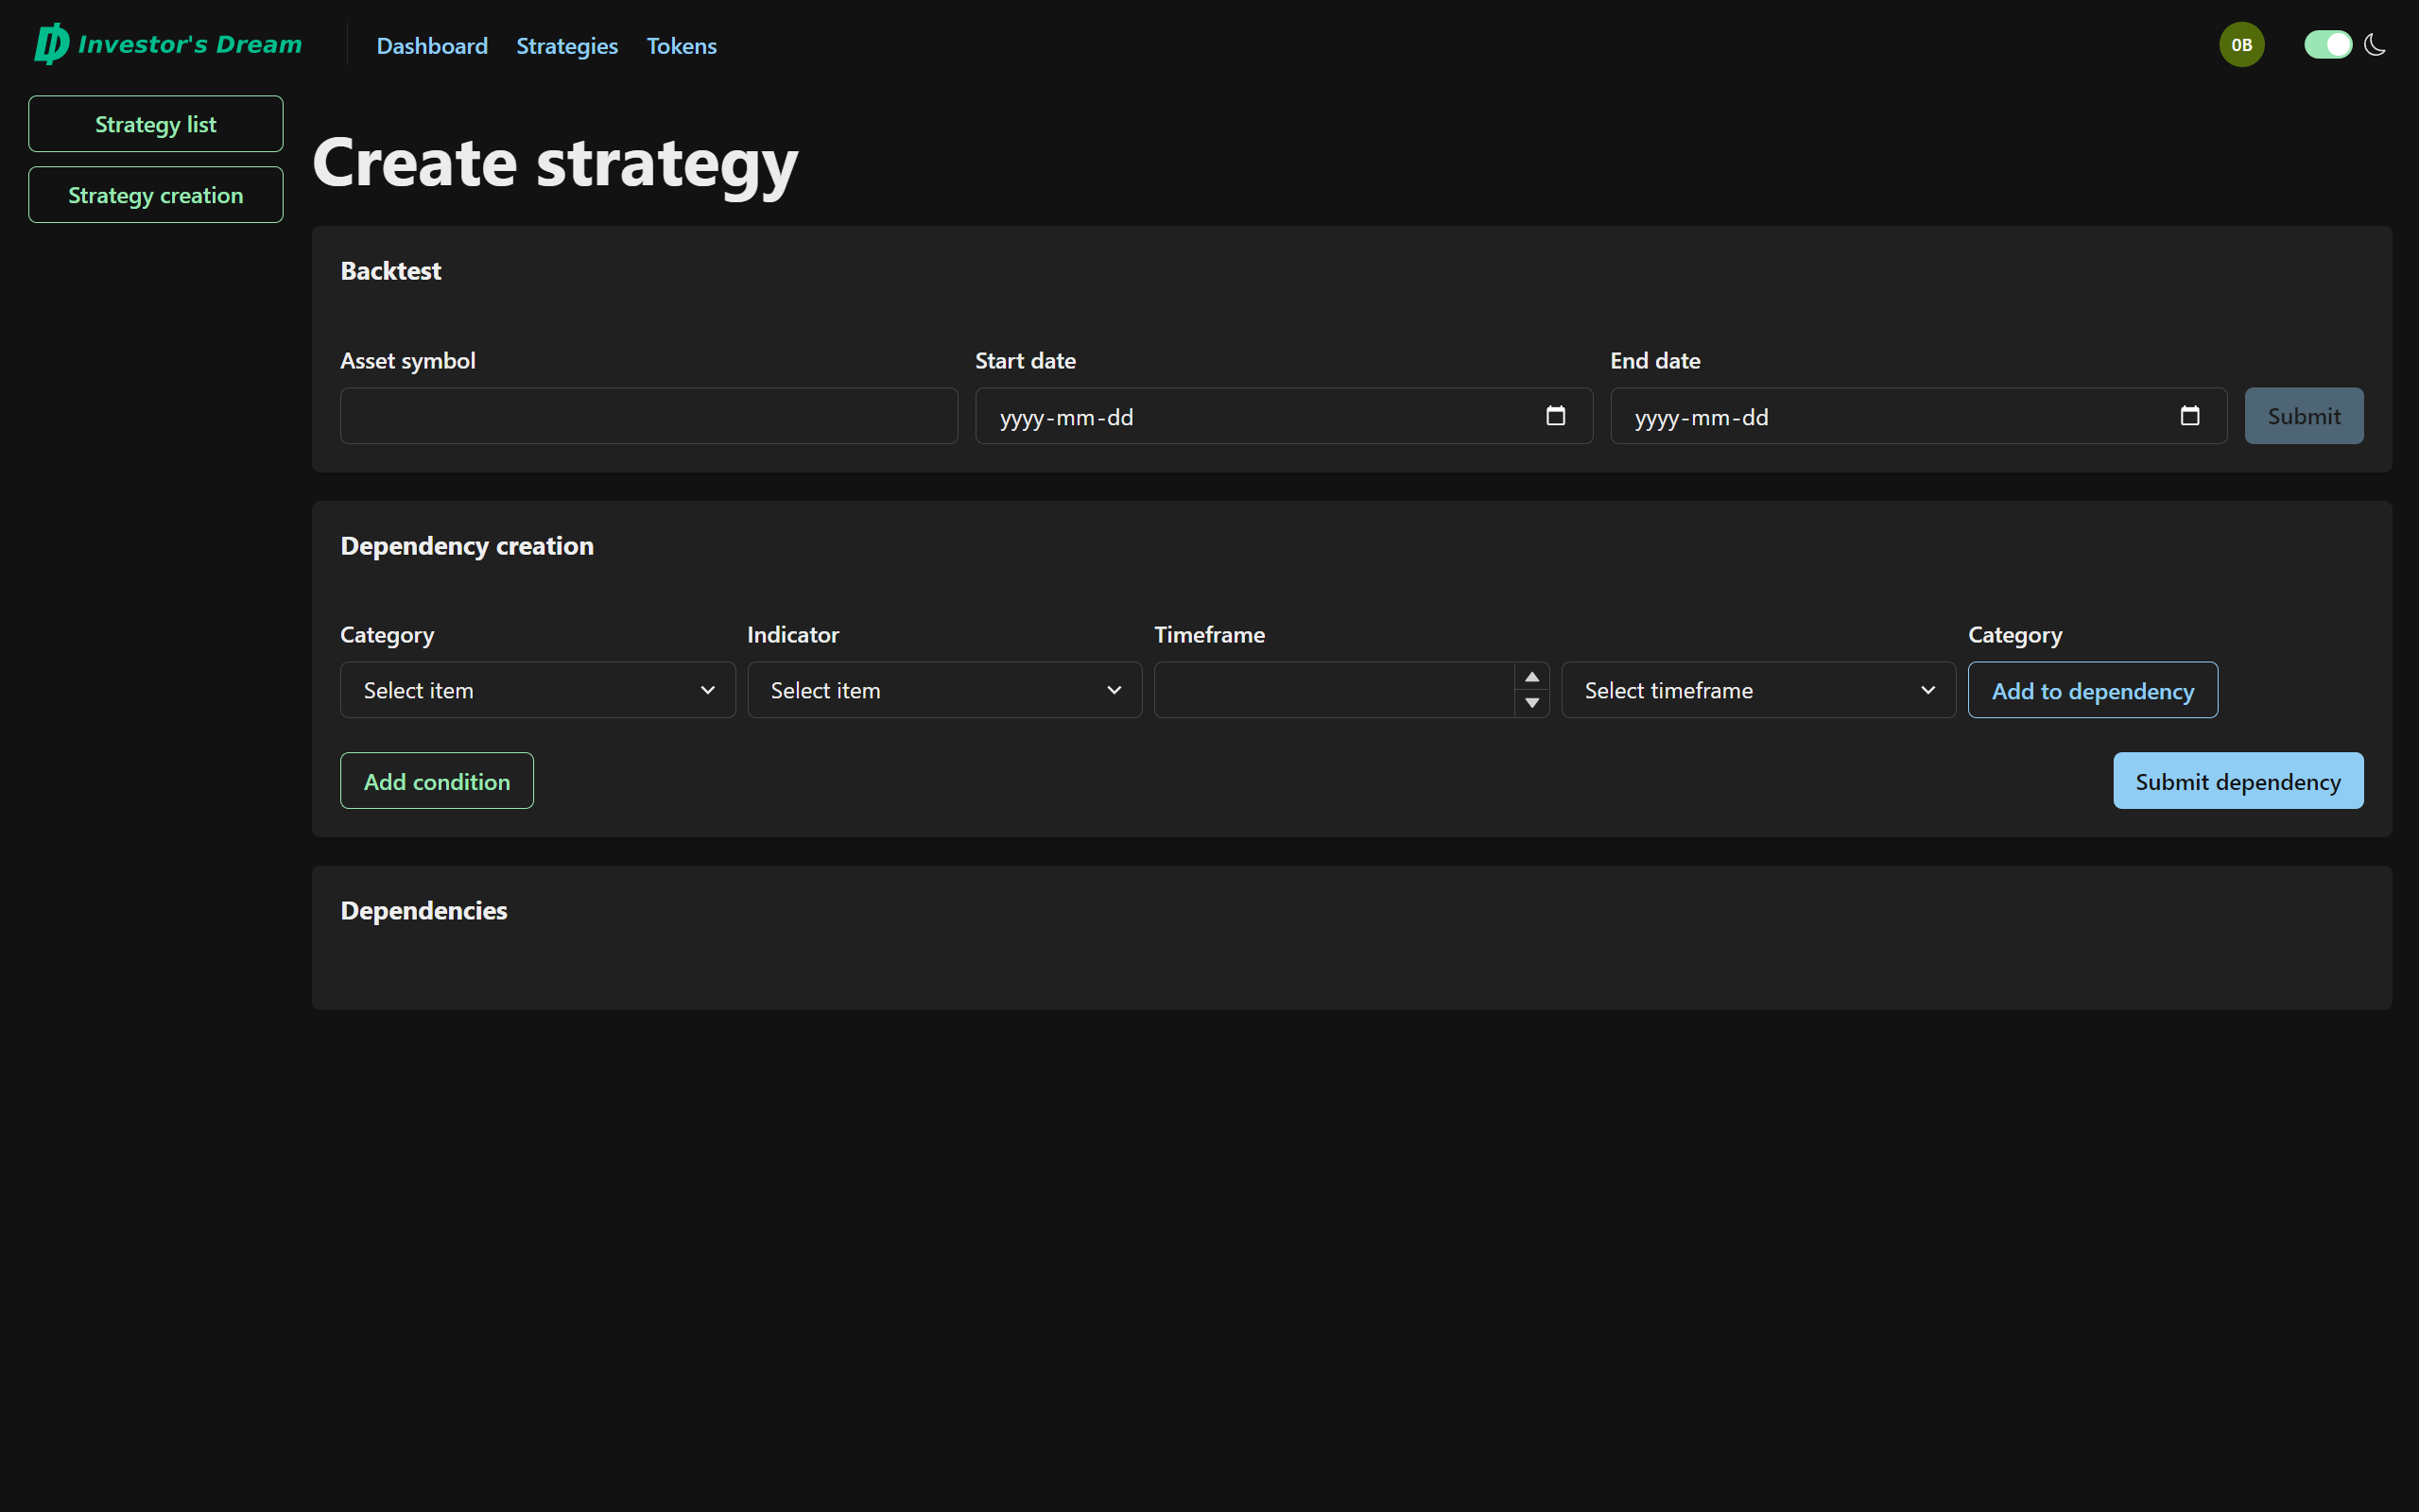 Investor's Dream
Dashboard Strategies Tokens
0B
Strategy list
Strategy creation
Create strategy
Backtest
Asset symbol Start date End date
yyyy-mm-dd yyyy-mm-dd Submit
Dependency creation
Category Indicator Timeframe Category
Select item Select item Select timeframe Add to dependency
Add condition Submit dependency
Dependencies